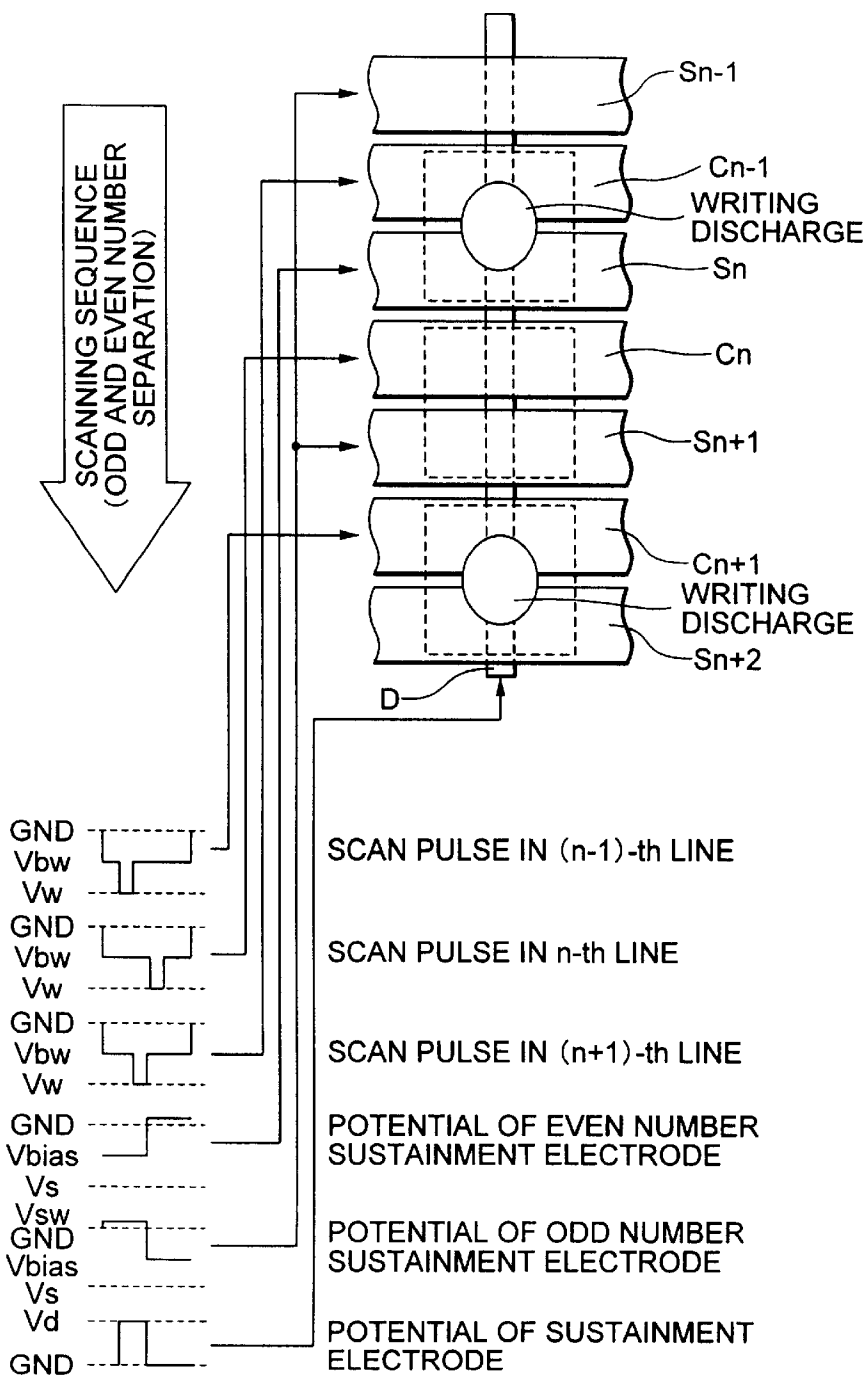 Sn-1
SCANNING SEQUENCE
(ODD AND EVEN NUMBER
SEPARATION)
Cn-1
WRITING
DISCHARGE
Sn
Cn
Sn+1
Cn+1
WRITING
DISCHARGE
Sn+2
D
GND
Vbw
Vw
SCAN PULSE IN (n-1)-th LINE
GND
Vbw
Vw
SCAN PULSE IN n-th LINE
GND
Vbw
Vw
SCAN PULSE IN (n+1)-th LINE
GND
Vbias
Vs
POTENTIAL OF EVEN NUMBER
SUSTAINMENT ELECTRODE
Vsw
GND
Vbias
Vs
POTENTIAL OF ODD NUMBER
SUSTAINMENT ELECTRODE
Vd
GND
POTENTIAL OF SUSTAINMENT
ELECTRODE